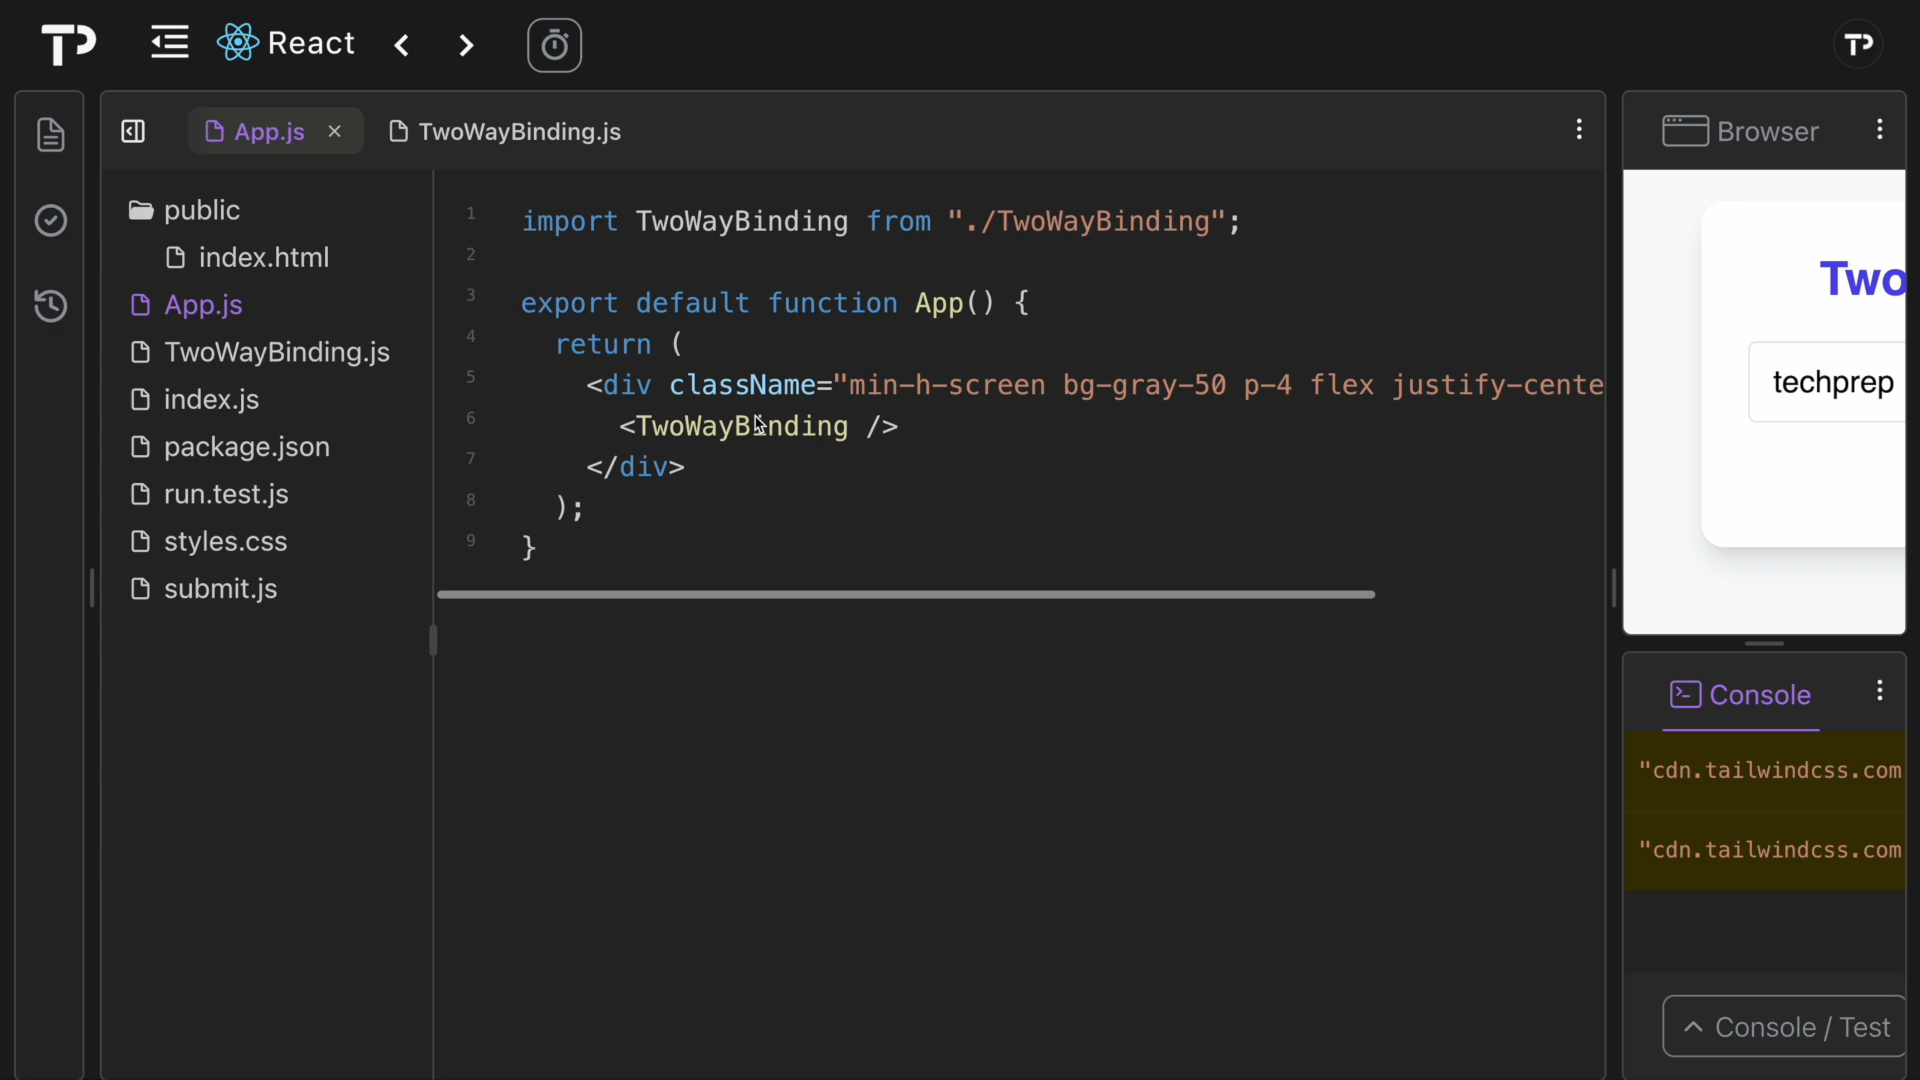 TP
React
TP
App.js
TwoWayBinding.js
Browser
public
index.html
App.js
TwoWayBinding.js
index.js
package.json
run.test.js
styles.css
submit.js
1 import TwoWayBinding from "./TwoWayBinding";
2
3 export default function App() {
4 return (
5 <div className="min-h-screen bg-gray-50 p-4 flex justify-cente
6 <TwoWayBinding />
7 </div>
8 );
9 }
Two
techprep
Console
"cdn.tailwindcss.com
"cdn.tailwindcss.com
Console / Test